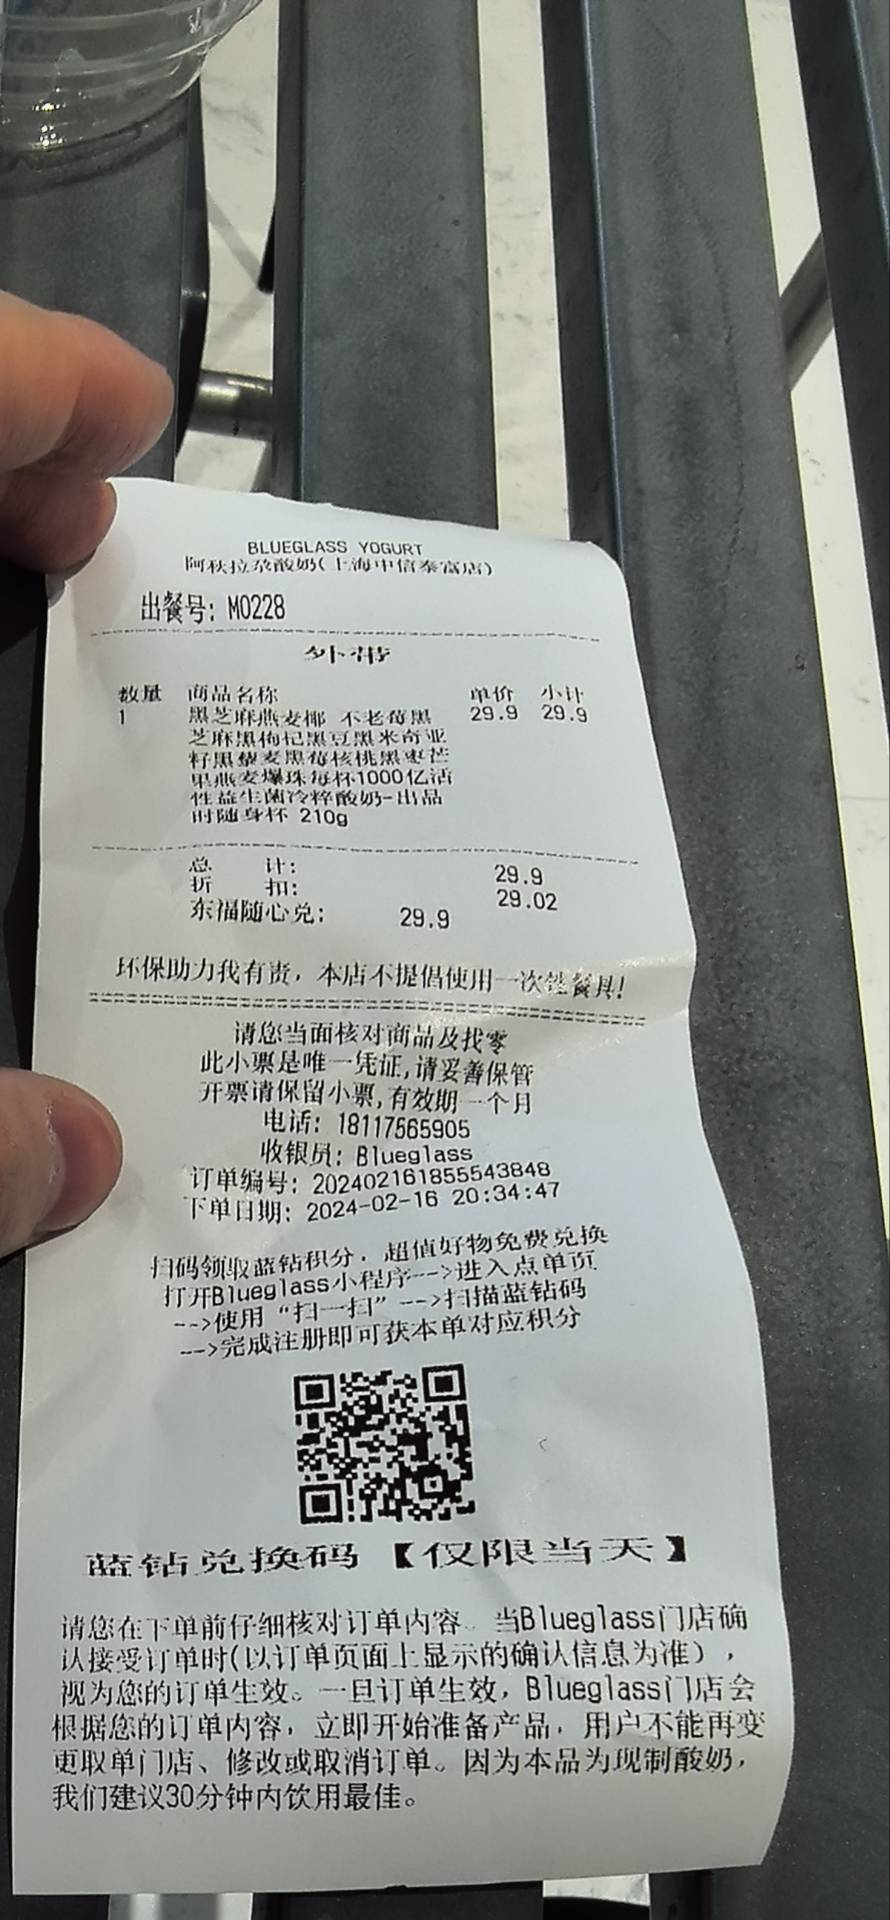 BLUEGLASS YOGURT
阿秋拉尕酸奶(上海中信泰富店)
出餐号: M0228
外带
数量 商品名称 单价 小计
1 黑芝麻燕麦椰 不老莓黑 29.9 29.9
芝麻黑枸杞黑豆黑米奇亚
籽黑藜麦黑莓核桃黑枣芒
果燕麦爆珠每杯1000亿活
性益生菌冷粹酸奶-出品
时随身杯 210g
总 计: 29.9
折 扣: 29.02
东福随心兑: 29.9
环保助力我有责，本店不提倡使用一次性餐具!
请您当面核对商品及找零
此小票是唯一凭证,请妥善保管
开票请保留小票,有效期一个月
电话: 18117565905
收银员: Blueglass
订单编号: 202402161855543848
下单日期: 2024-02-16 20:34:47
扫码领取蓝钻积分，超值好物免费兑换
打开Blueglass小程序-->进入点单页
-->使用“扫一扫”-->扫描蓝钻码
-->完成注册即可获本单对应积分
蓝钻兑换码【仅限当天】
请您在下单前仔细核对订单内容。当Blueglass门店确
认接受订单时(以订单页面上显示的确认信息为准)，
视为您的订单生效。一旦订单生效，Blueglass门店会
根据您的订单内容，立即开始准备产品，用户不能再变
更取单门店、修改或取消订单。因为本品为现制酸奶，
我们建议30分钟内饮用最佳。